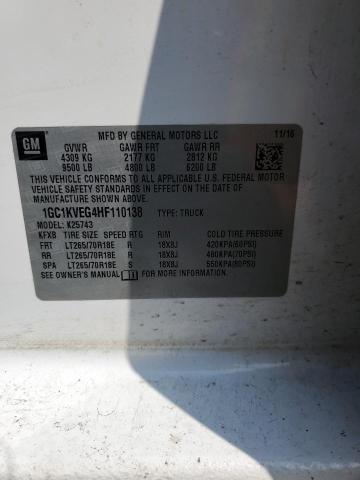 GM
MFD BY GENERAL MOTORS LLC 11/16
GVWR GAWR FRT GAWR RR
4309 KG 2177 KG 2812 KG
9500 LB 4800 LB 6200 LB
THIS VEHICLE CONFORMS TO ALL APPLICABLE U.S. FEDERAL MOTOR
VEHICLE SAFETY STANDARDS IN EFFECT ON THE DATE OF
MANUFACTURE SHOWN ABOVE.
1GC1KVEG4HF110138 TYPE: TRUCK
MODEL: K25743
KFXB TIRE SIZE SPEED RTG RIM COLD TIRE PRESSURE
FRT LT265/70R18E R 18X8J 420KPA(60PSI)
RR LT265/70R18E R 18X8J 480KPA(70PSI)
SPA LT265/70R18E S 18X8J 550KPA(80PSI)
SEE OWNER'S MANUAL FOR MORE INFORMATION.